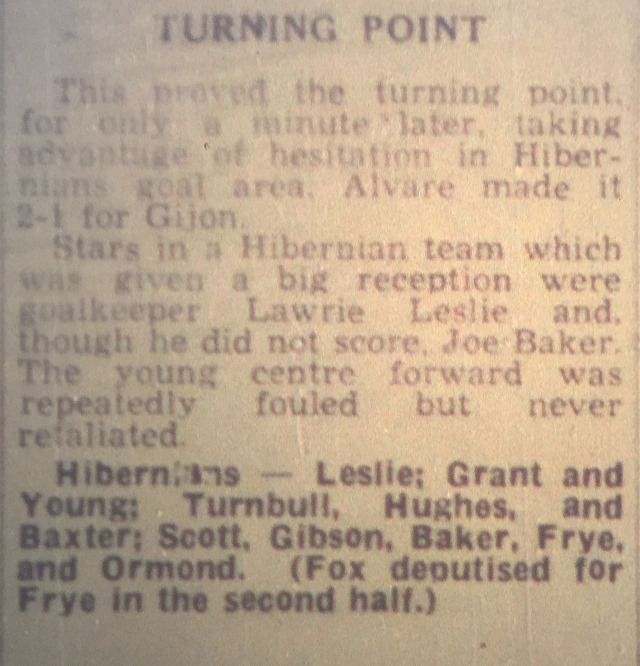 TURNING POINT
This proved the turning point,
for only a minute later, taking
advantage of hesitation in Hiber-
nians goal area, Alvare made it
2-1 for Gijon.
Stars in a Hibernian team which
was given a big reception were
goalkeeper Lawrie Leslie and,
though he did not score, Joe Baker.
The young centre forward was
repeatedly fouled but never
retaliated.
Hibernians — Leslie; Grant and
Young; Turnbull, Hughes, and
Baxter; Scott, Gibson, Baker, Frye,
and Ormond. (Fox deputised for
Frye in the second half.)